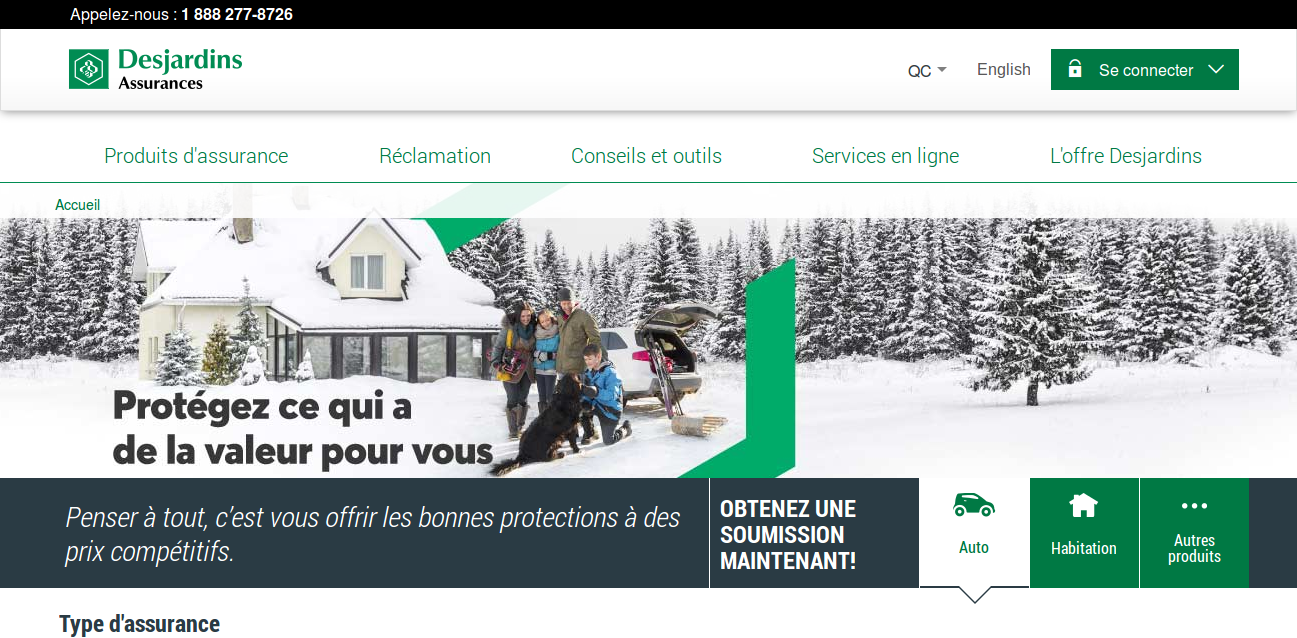 Appelez-nous : 1 888 277-8726
Desjardins
Assurances
QC
English
Se connecter
Produits d'assurance
Réclamation
Conseils et outils
Services en ligne
L'offre Desjardins
Accueil
Protégez ce qui a
de la valeur pour vous
Penser à tout, c'est vous offrir les bonnes protections à des
prix compétitifs.
OBTENEZ UNE
SOUMISSION
MAINTENANT!
Auto
Habitation
Autres
produits
Type d'assurance